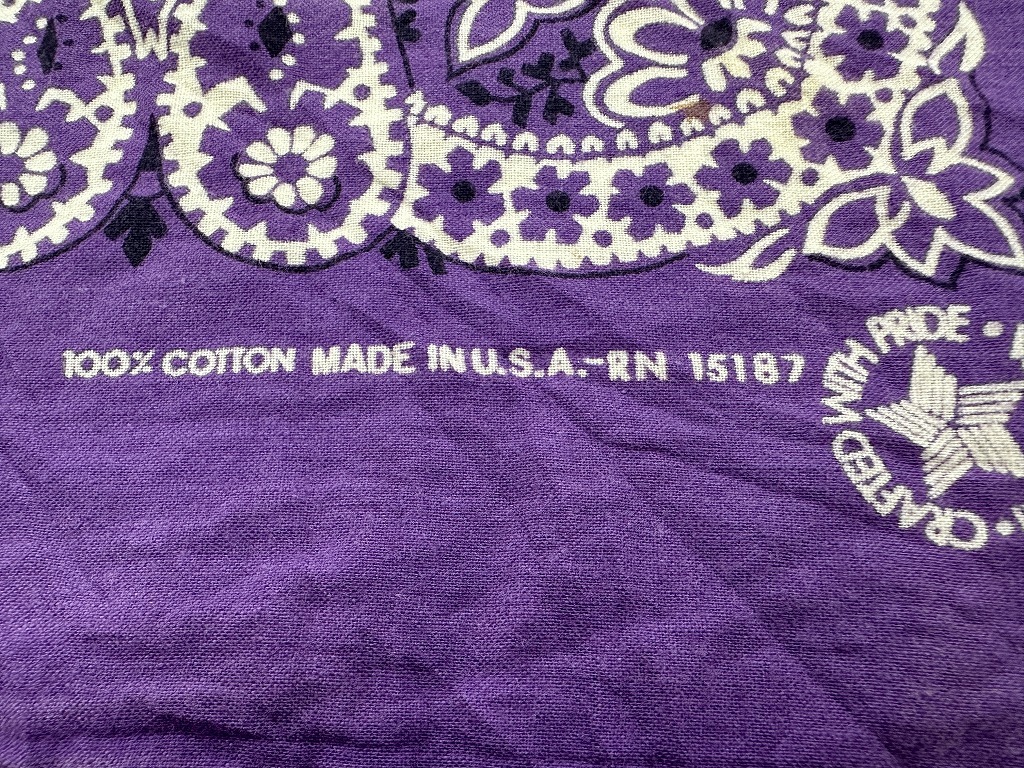 100% COTTON MADE IN U.S.A.-RN 15187
CRAFTED WITH PRIDE •